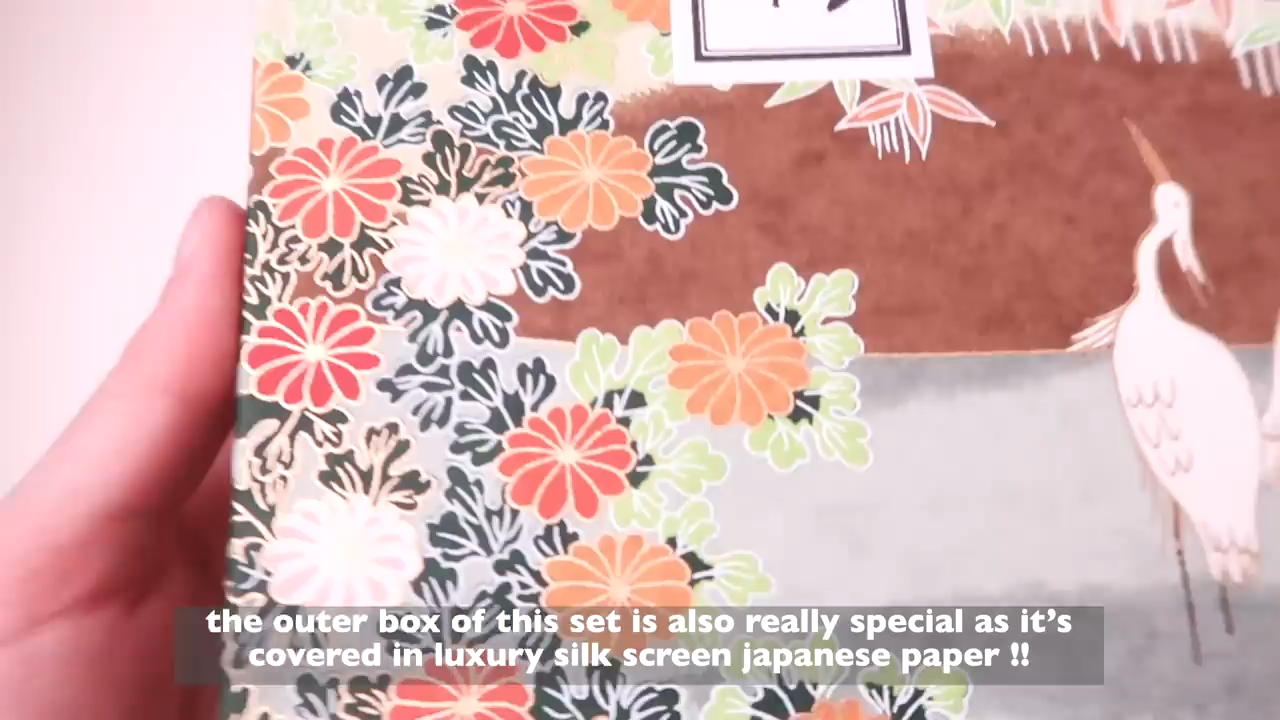 the outer box of this set is also really special as it's
covered in luxury silk screen japanese paper !!